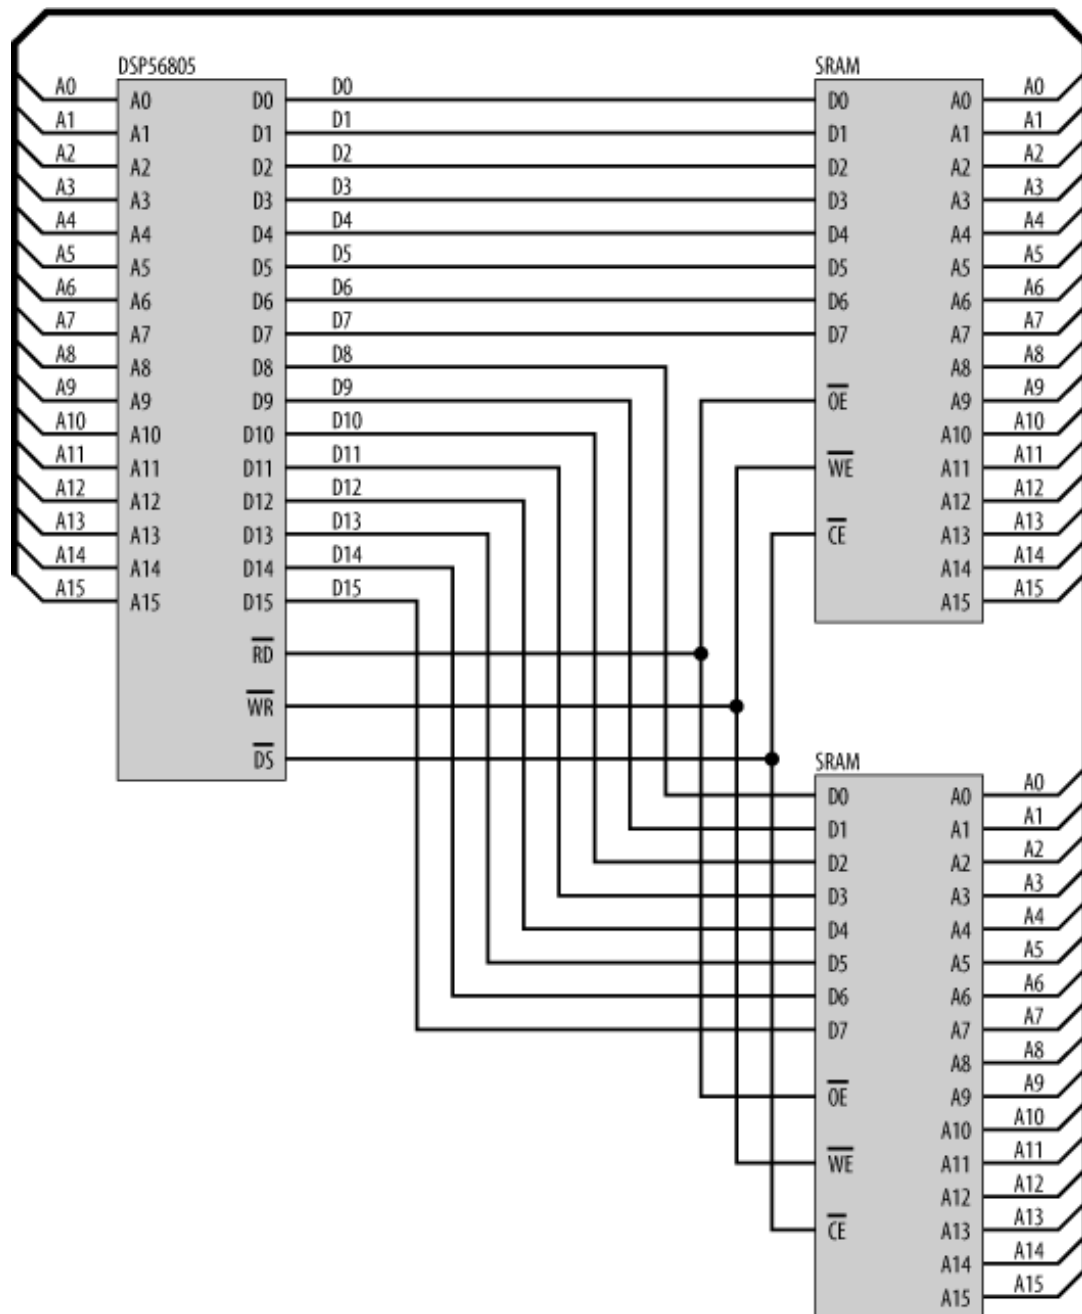 DSP56805 SRAM
A0 A0 D0 D0 D0 A0 A0
A1 A1 D1 D1 D1 A1 A1
A2 A2 D2 D2 D2 A2 A2
A3 A3 D3 D3 D3 A3 A3
A4 A4 D4 D4 D4 A4 A4
A5 A5 D5 D5 D5 A5 A5
A6 A6 D6 D6 D6 A6 A6
A7 A7 D7 D7 D7 A7 A7
A8 A8 D8 D8 A8 A8
A9 A9 D9 D9 OE A9 A9
A10 A10 D10 D10 A10 A10
A11 A11 D11 D11 WE A11 A11
A12 A12 D12 D12 A12 A12
A13 A13 D13 D13 CE A13 A13
A14 A14 D14 D14 A14 A14
A15 A15 D15 D15 A15 A15
RD
WR
DS
SRAM
D0 A0 A0
D1 A1 A1
D2 A2 A2
D3 A3 A3
D4 A4 A4
D5 A5 A5
D6 A6 A6
D7 A7 A7
A8 A8
OE A9 A9
A10 A10
WE A11 A11
A12 A12
CE A13 A13
A14 A14
A15 A15